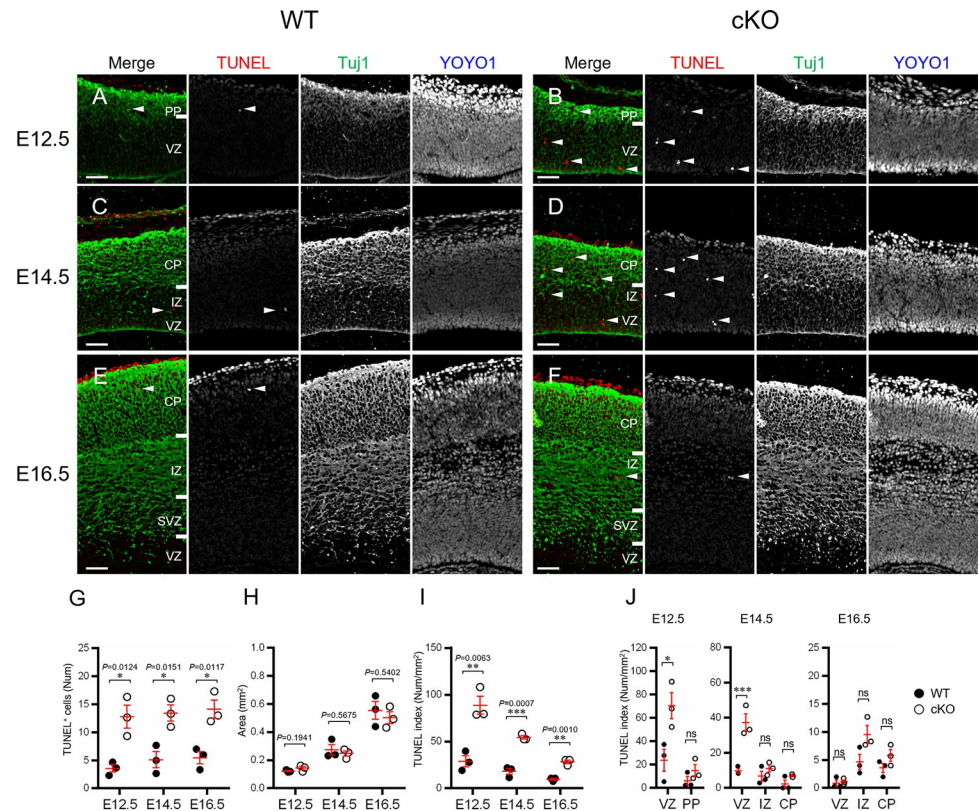 WT cKO
Merge TUNEL Tuj1 YOYO1 Merge TUNEL Tuj1 YOYO1
E12.5 A PP VZ B PP VZ
E14.5 C CP IZ VZ D CP IZ VZ
E16.5 E CP IZ SVZ VZ F CP IZ SVZ VZ
G
TUNEL+ cells (Num)
25
20
15
10
5
0
P=0.0124 P=0.0151 P=0.0117
* * *
E12.5 E14.5 E16.5
H
Area (mm²)
1.0
0.8
0.6
0.4
0.2
0.0
P=0.1941 P=0.5675 P=0.5402
E12.5 E14.5 E16.5
I
TUNEL index (Num/mm²)
150
100
50
0
P=0.0063 P=0.0007 P=0.0010
** *** **
E12.5 E14.5 E16.5
J
E12.5 E14.5 E16.5
TUNEL index (Num/mm²)
100
80
60
40
20
0
* ns
VZ PP
60
40
20
0
*** ns ns
VZ IZ CP
20
15
10
5
0
ns ns ns
VZ IZ CP
WT
cKO